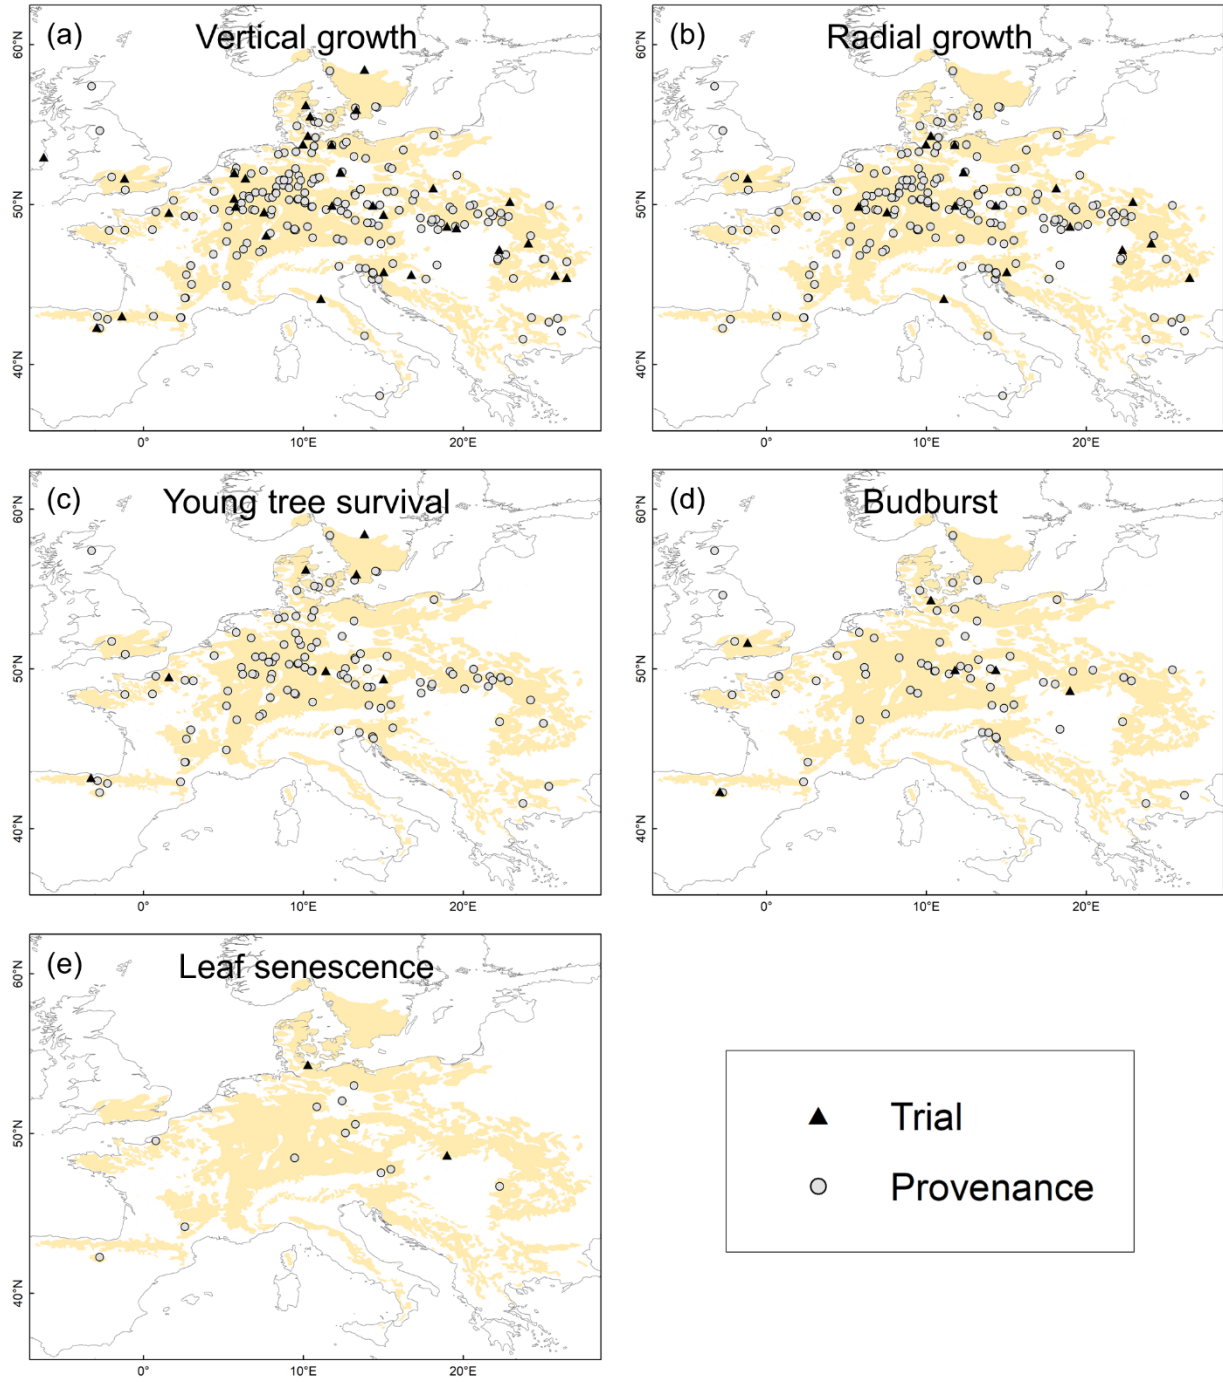 (a) Vertical growth
60°N
50°N
40°N
0° 10°E 20°E
(b) Radial growth
60°N
50°N
40°N
0° 10°E 20°E
(c) Young tree survival
60°N
50°N
40°N
0° 10°E 20°E
(d) Budburst
60°N
50°N
40°N
0° 10°E 20°E
(e) Leaf senescence
60°N
50°N
40°N
0° 10°E 20°E
Trial
Provenance